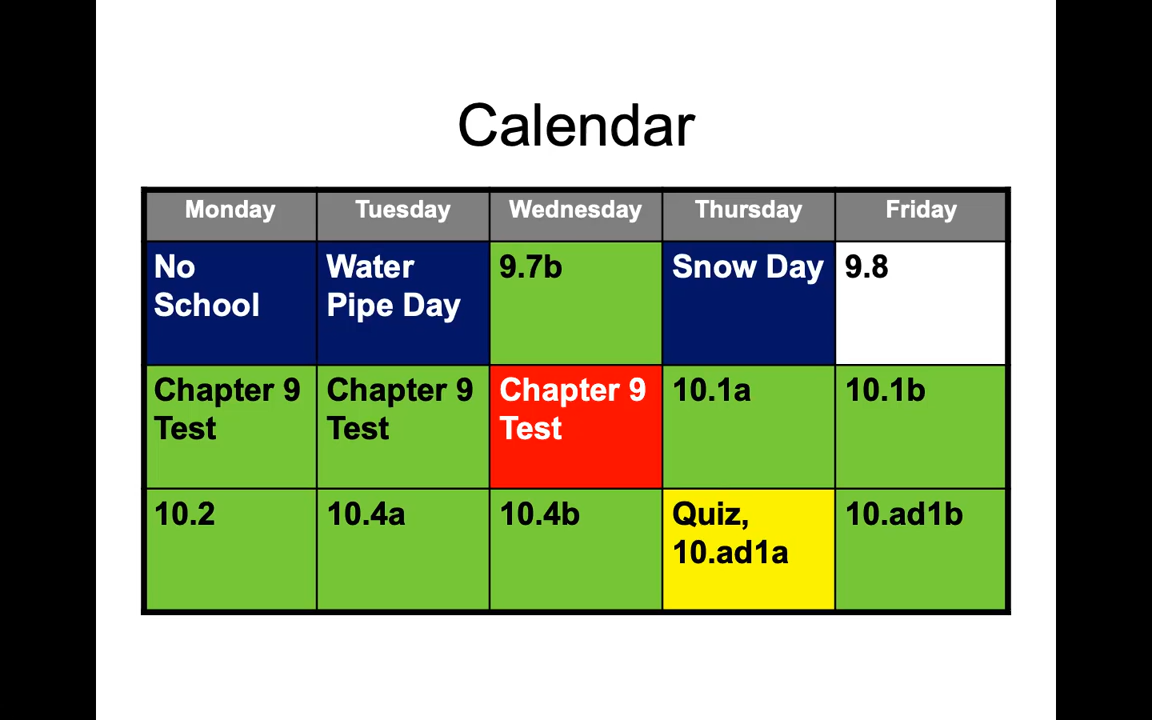 Calendar
Monday Tuesday Wednesday Thursday Friday
No School Water Pipe Day 9.7b Snow Day 9.8
Chapter 9 Test Chapter 9 Test Chapter 9 Test 10.1a 10.1b
10.2 10.4a 10.4b Quiz, 10.ad1a 10.ad1b